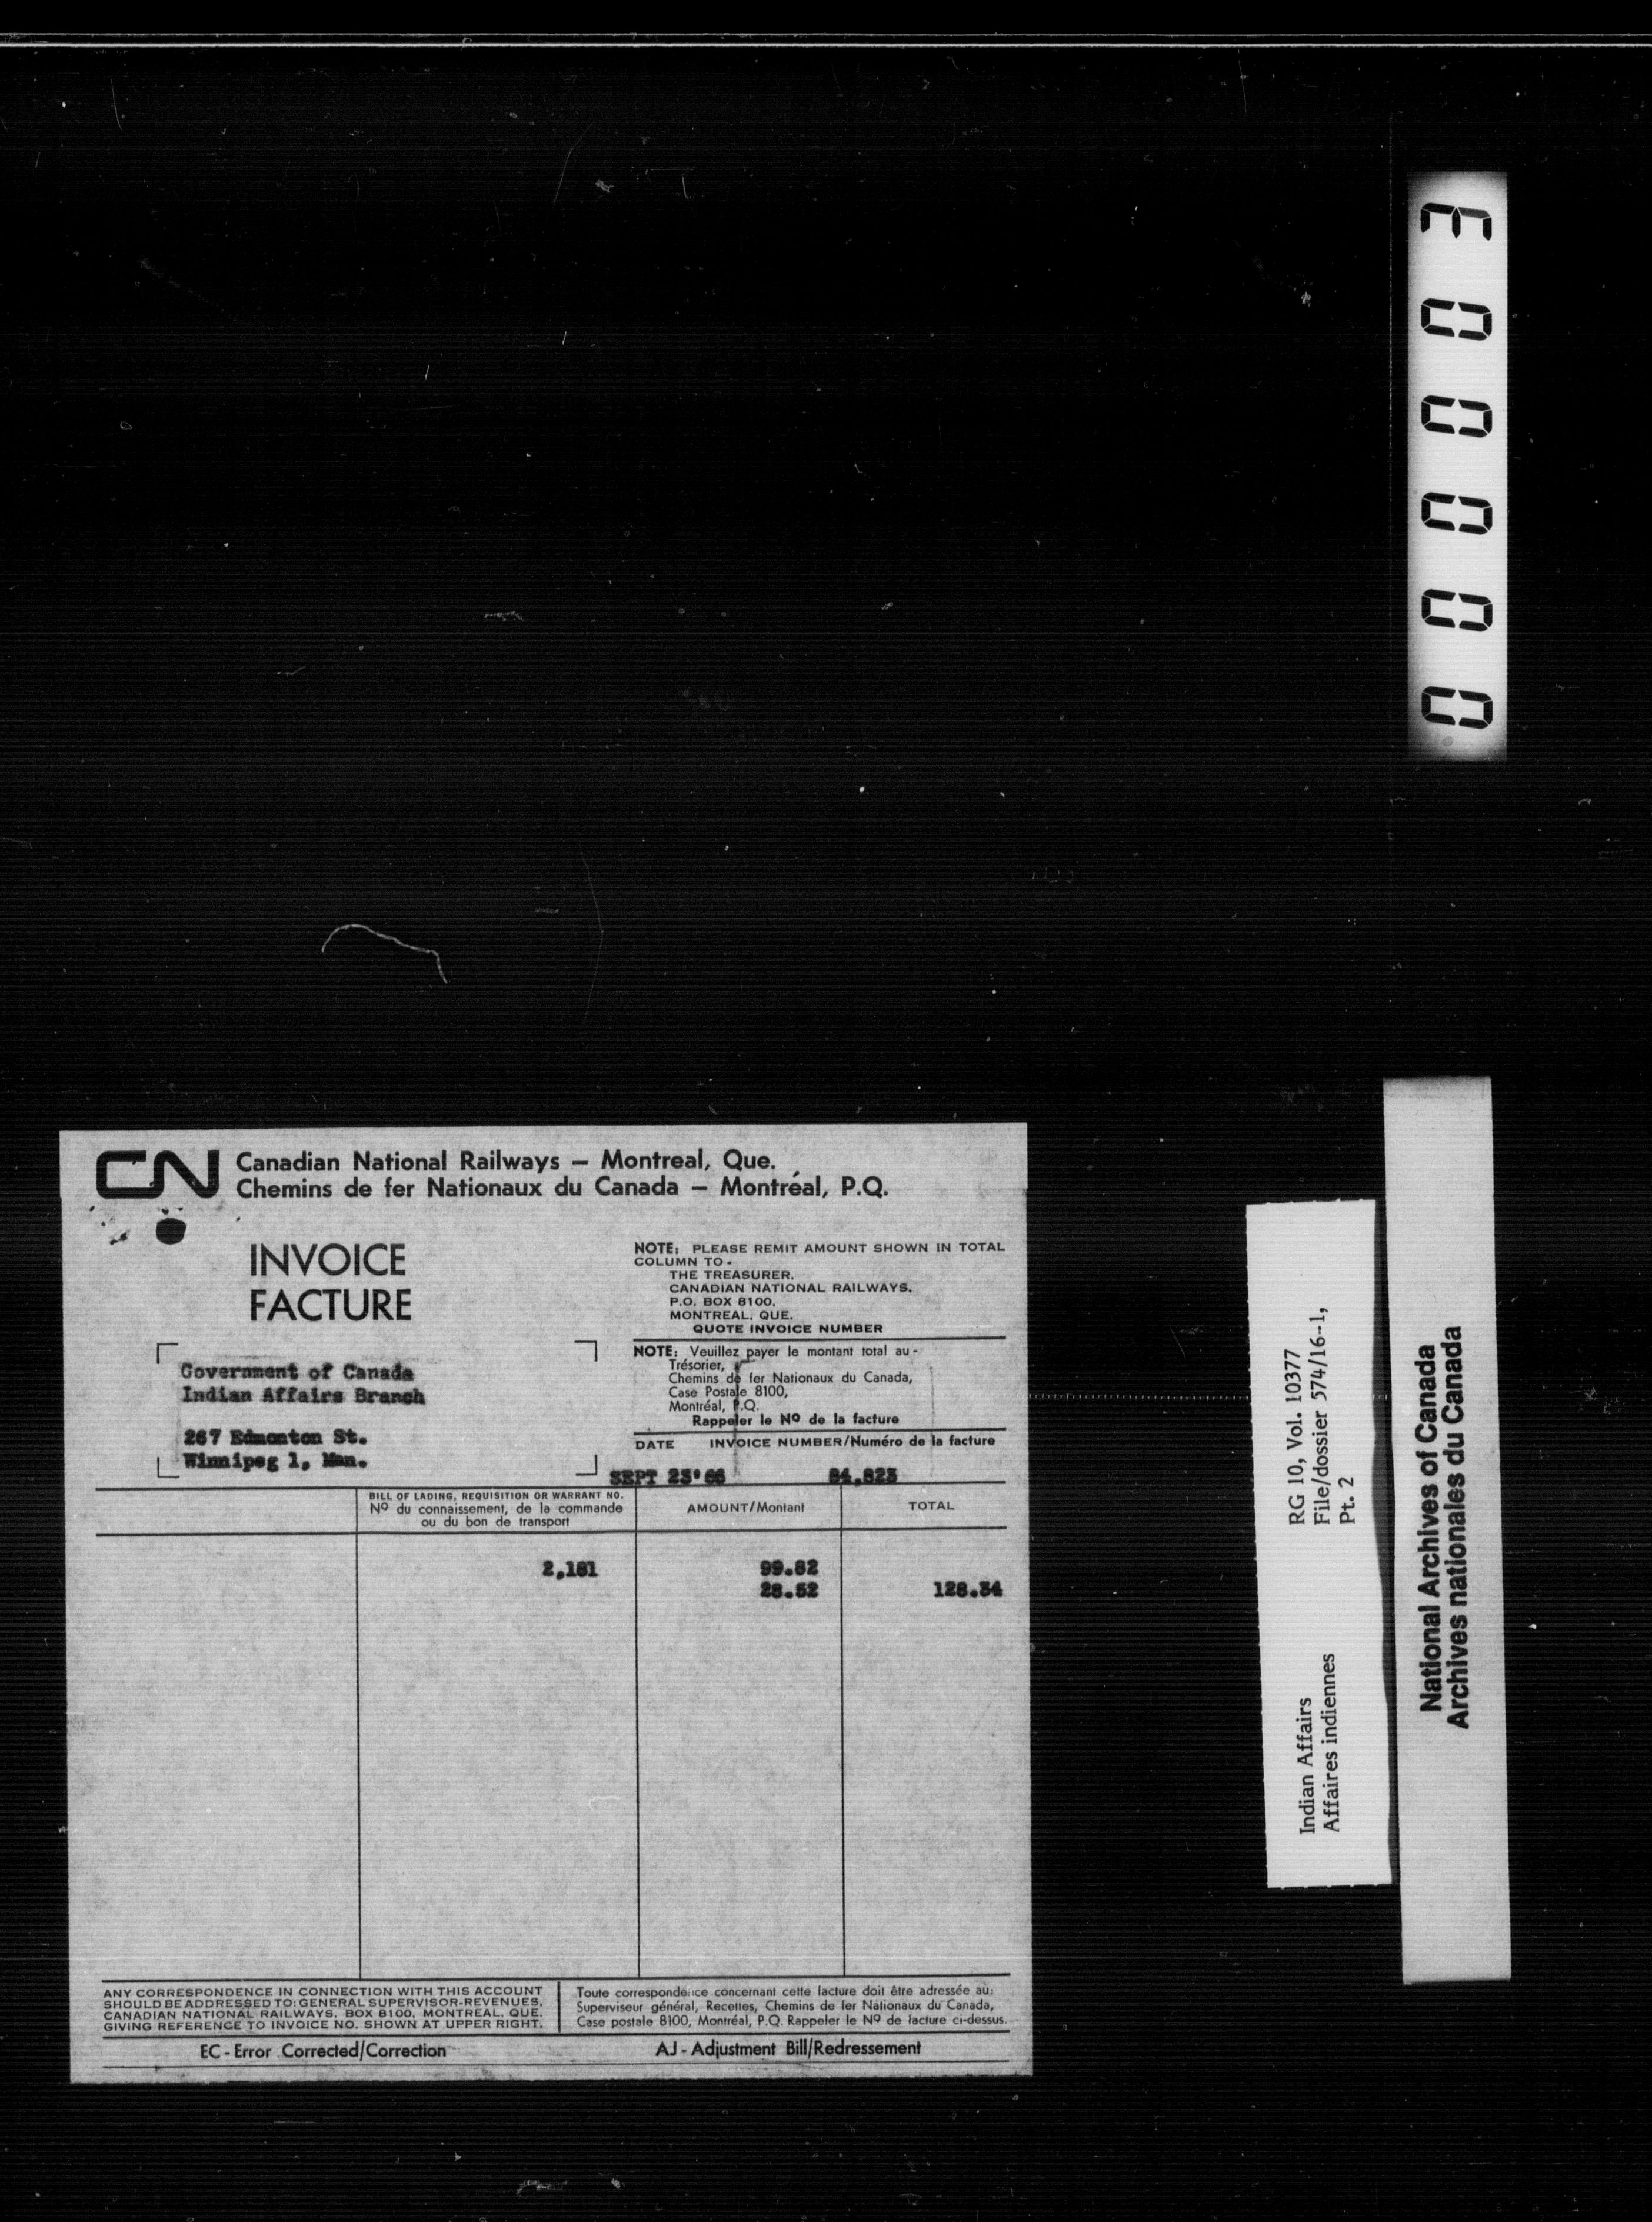 CN Canadian National Railways – Montreal, Que.
Chemins de fer Nationaux du Canada – Montréal, P.Q.
INVOICE
FACTURE
Government of Canada
Indian Affairs Branch
267 Edmonton St.
Winnipeg 1, Man.
NOTE: PLEASE REMIT AMOUNT SHOWN IN TOTAL
COLUMN TO -
THE TREASURER,
CANADIAN NATIONAL RAILWAYS,
P.O. BOX 8100,
MONTREAL, QUE.
QUOTE INVOICE NUMBER
NOTE: Veuillez payer le montant total au -
Trésorier,
Chemins de fer Nationaux du Canada,
Case Postale 8100,
Montréal, P.Q.
Rappeler le Nº de la facture
DATE INVOICE NUMBER/Numéro de la facture
SEPT 23'66 84,823
BILL OF LADING, REQUISITION OR WARRANT NO.
Nº du connaissement, de la commande
ou du bon de transport
AMOUNT/Montant
TOTAL
2,181 99.82
28.52 128.34
ANY CORRESPONDENCE IN CONNECTION WITH THIS ACCOUNT
SHOULD BE ADDRESSED TO: GENERAL SUPERVISOR-REVENUES,
CANADIAN NATIONAL RAILWAYS, BOX 8100, MONTREAL, QUE.
GIVING REFERENCE TO INVOICE NO. SHOWN AT UPPER RIGHT.
Toute correspondence concernant cette facture doit être adressée au:
Superviseur général, Recettes, Chemins de fer Nationaux du Canada,
Case postale 8100, Montréal, P.Q. Rappeler le Nº de facture ci-dessus.
EC - Error Corrected/Correction
AJ - Adjustment Bill/Redressement
Indian Affairs
Affaires indiennes
RG 10, Vol. 10377
File/dossier 574/16-1,
Pt. 2
National Archives of Canada
Archives nationales du Canada
000003